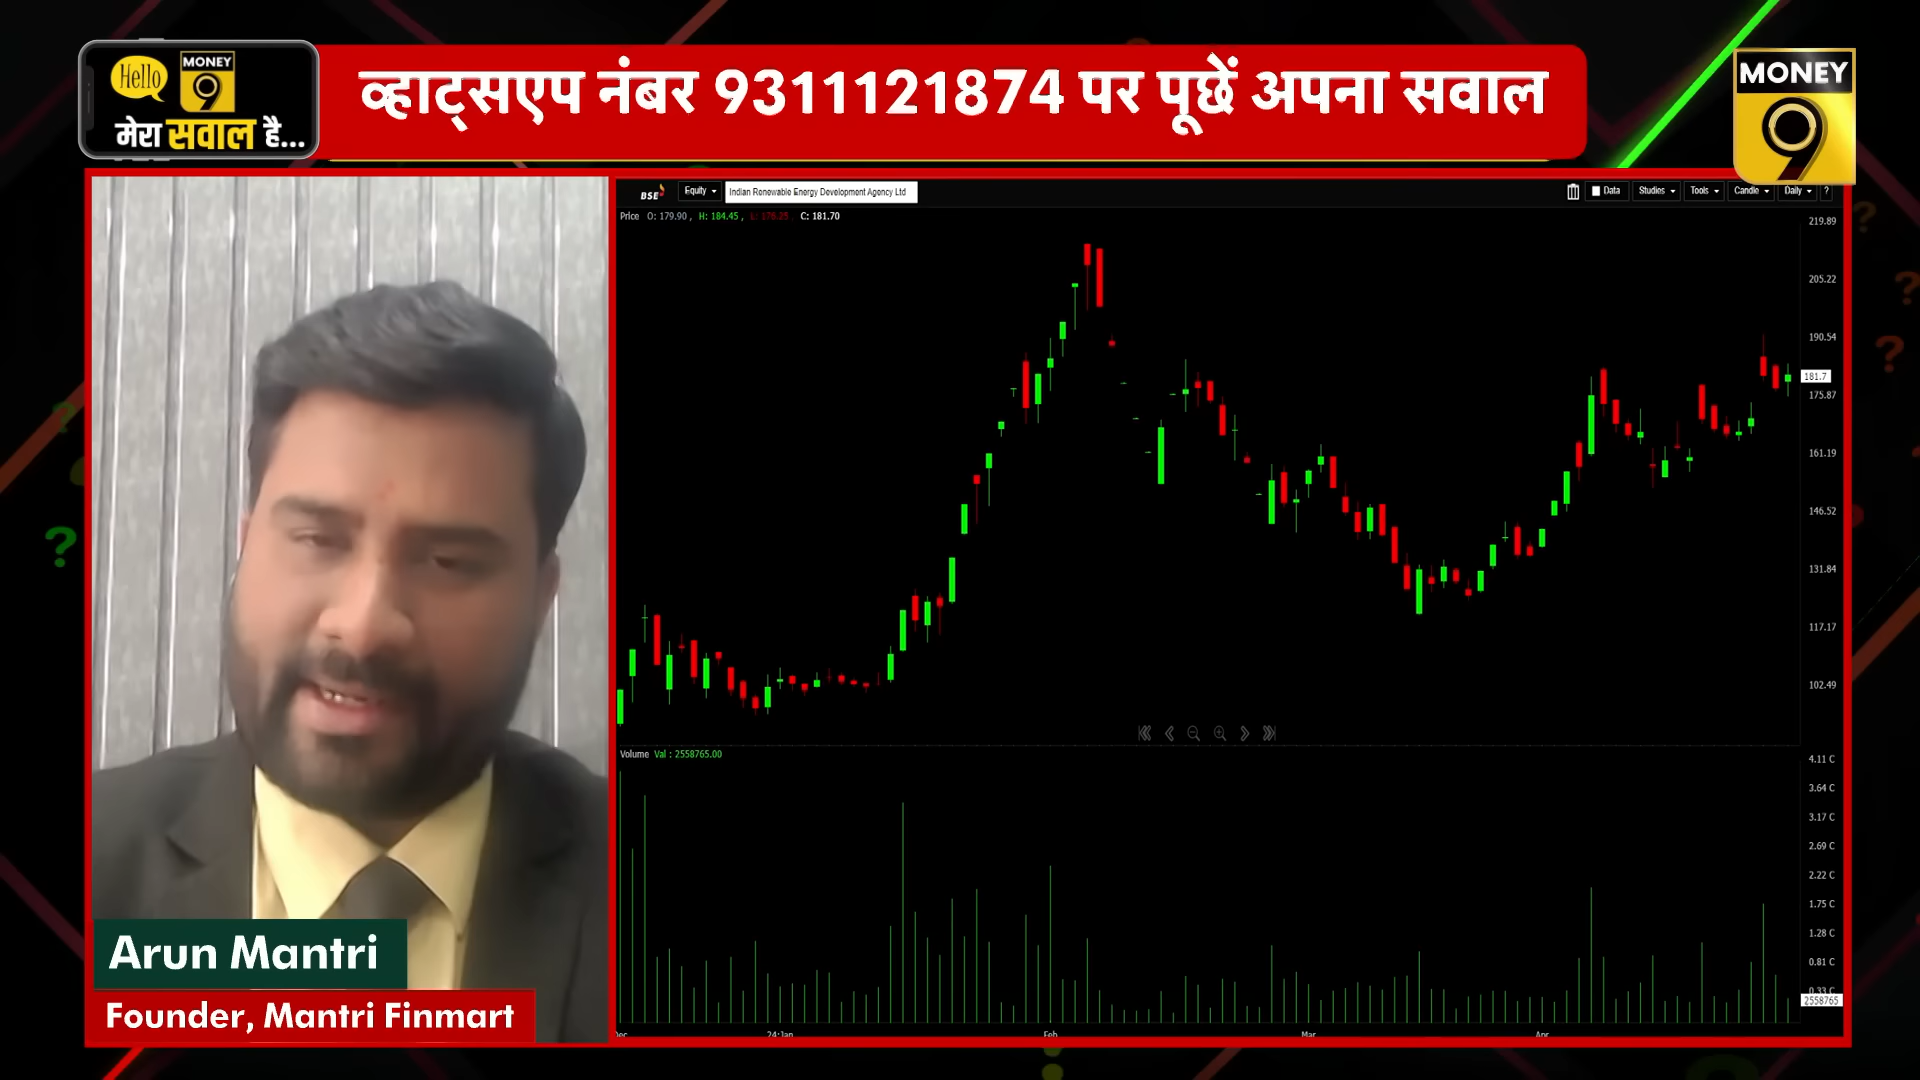 Hello
MONEY
9
मेरा सवाल है...
व्हाट्सएप नंबर 9311121874 पर पूछें अपना सवाल
MONEY
9
BSE
Equity
Indian Renewable Energy Development Agency Ltd
Data
Studies
Tools
Candle
Daily
?
Price O: 179.90 , H: 184.45 , C: 181.70
219.89
205.22
190.54
181.7
175.87
161.19
146.52
131.84
117.17
102.49
Volume Val : 2558765.00
4.11 C
3.64 C
3.17 C
2.69 C
2.22 C
1.75 C
1.28 C
0.81 C
0.33 C
2558765
24 Jan
Feb
Mar
Apr
Arun Mantri
Founder, Mantri Finmart